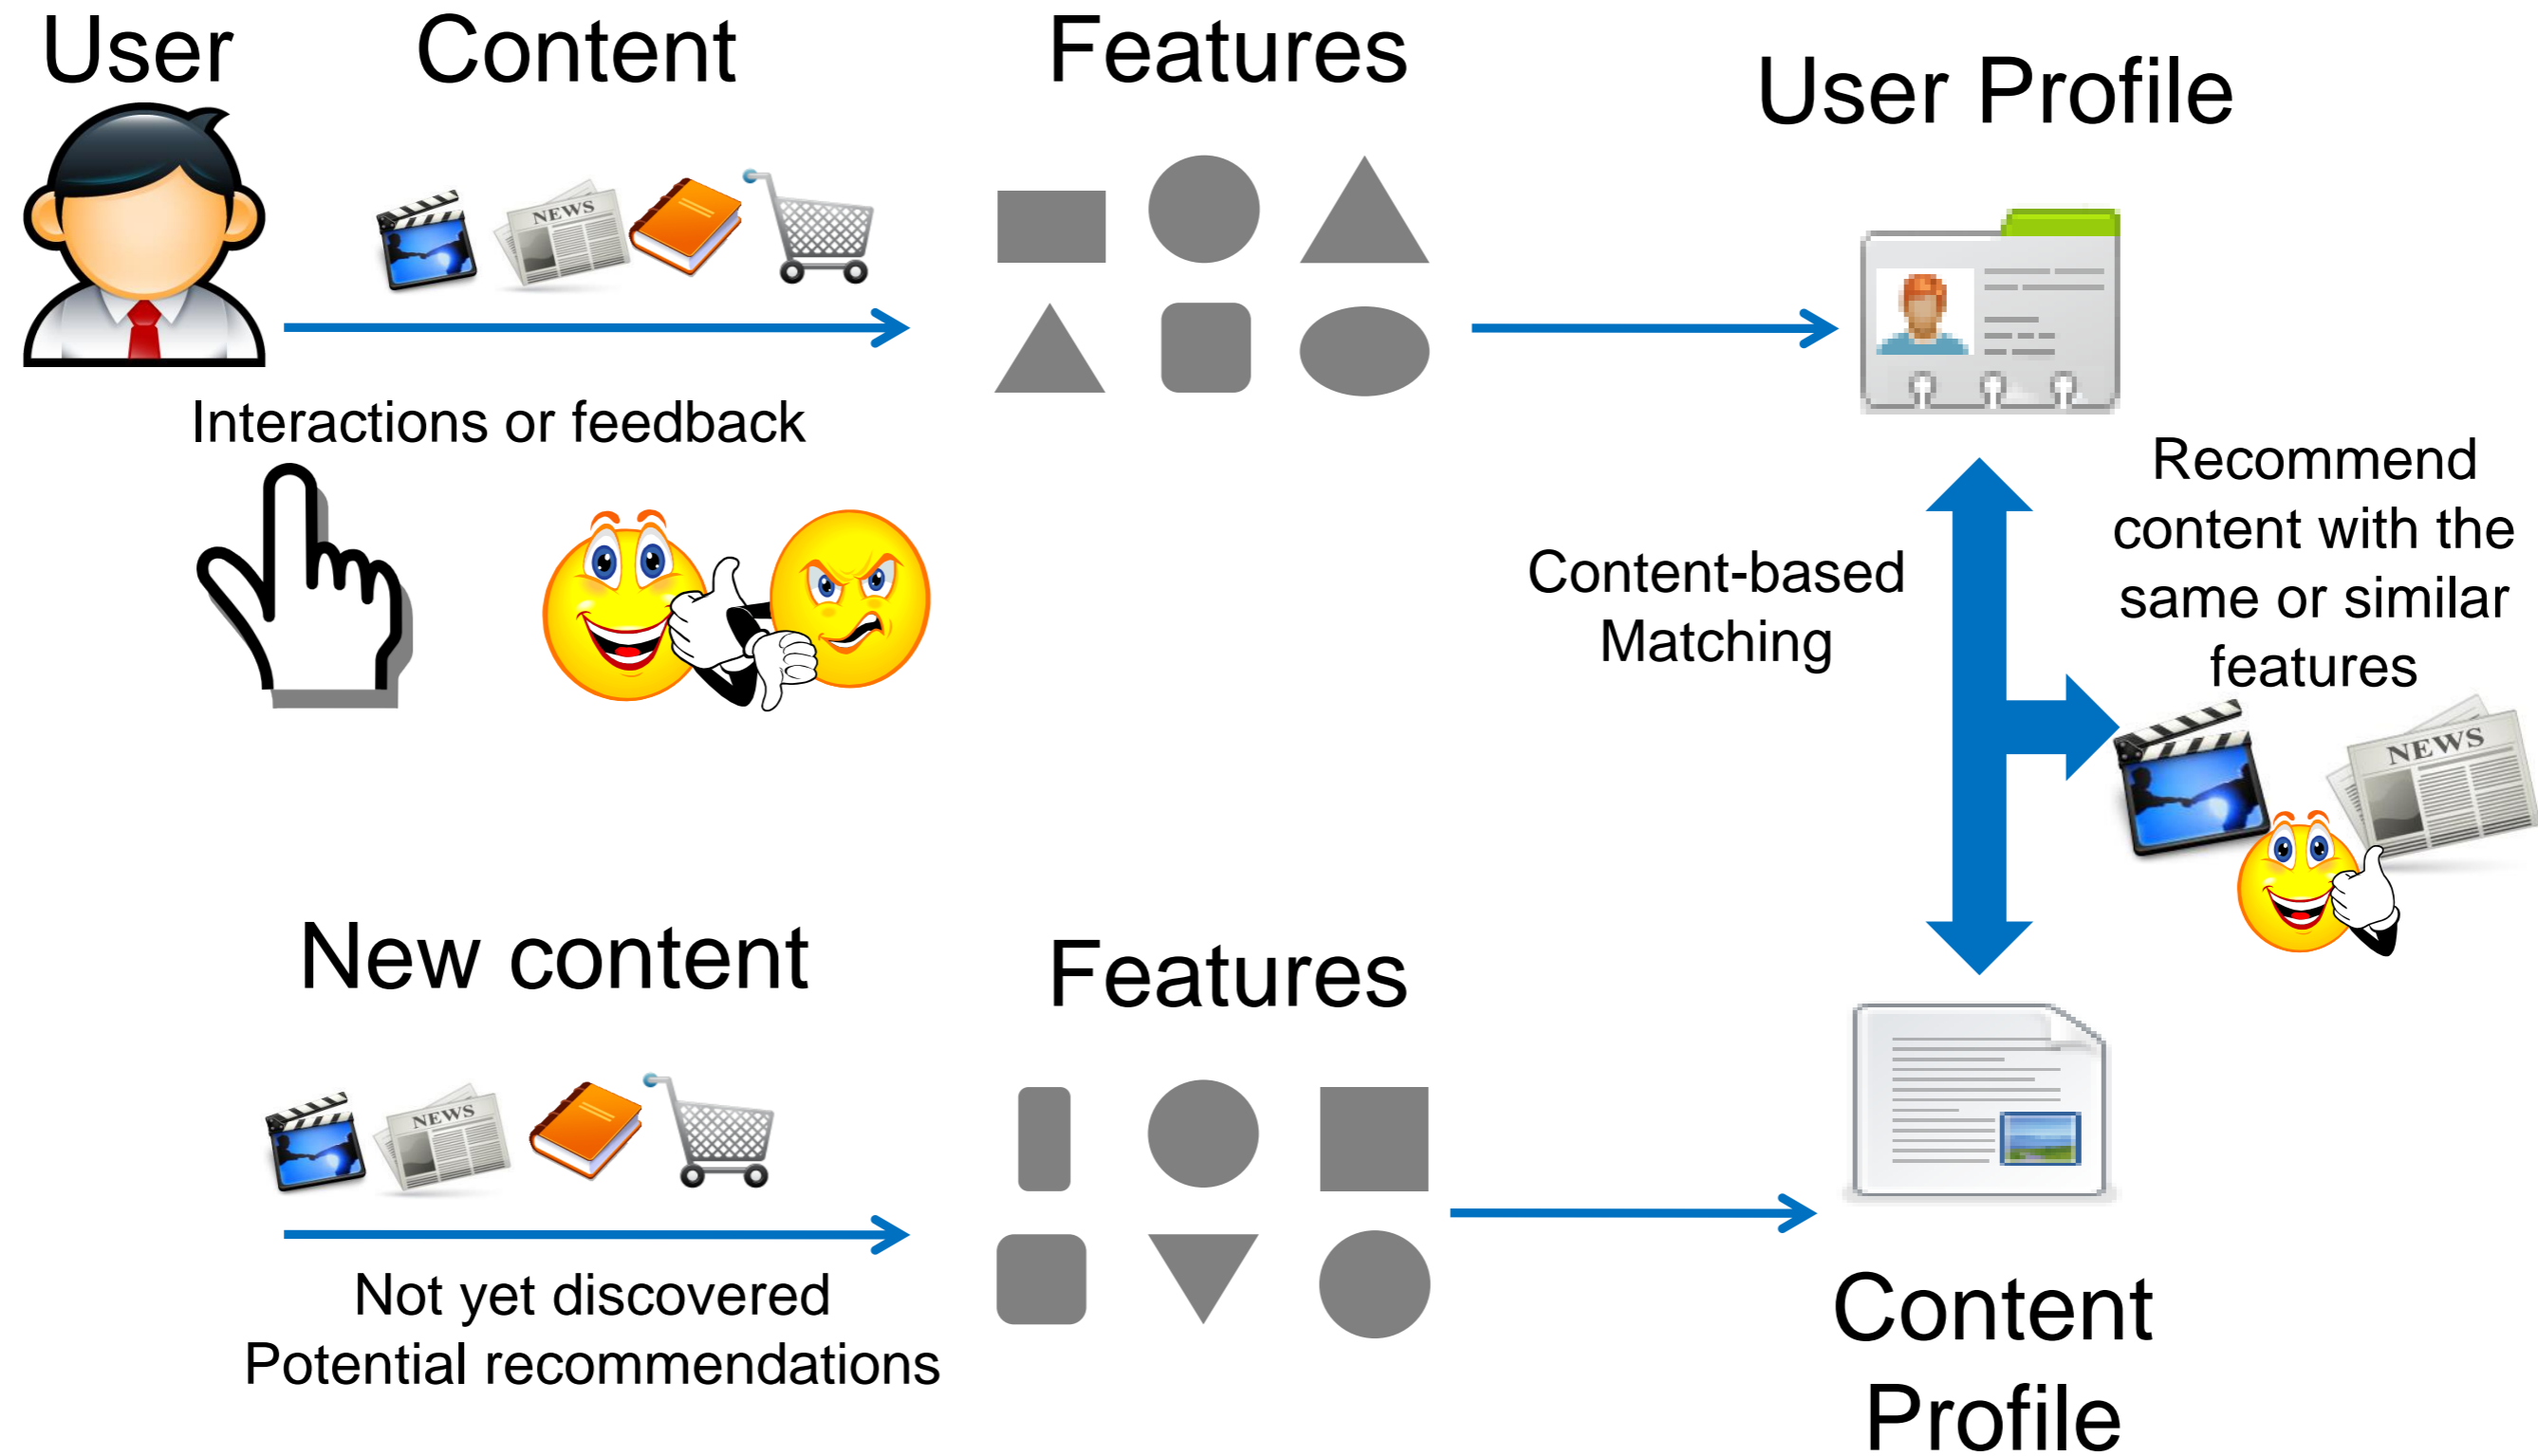 User
Content
Features
User Profile
NEWS
Interactions or feedback
Content-based
Matching
Recommend
content with the
same or similar
features
NEWS
New content
Features
NEWS
Not yet discovered
Potential recommendations
Content
Profile